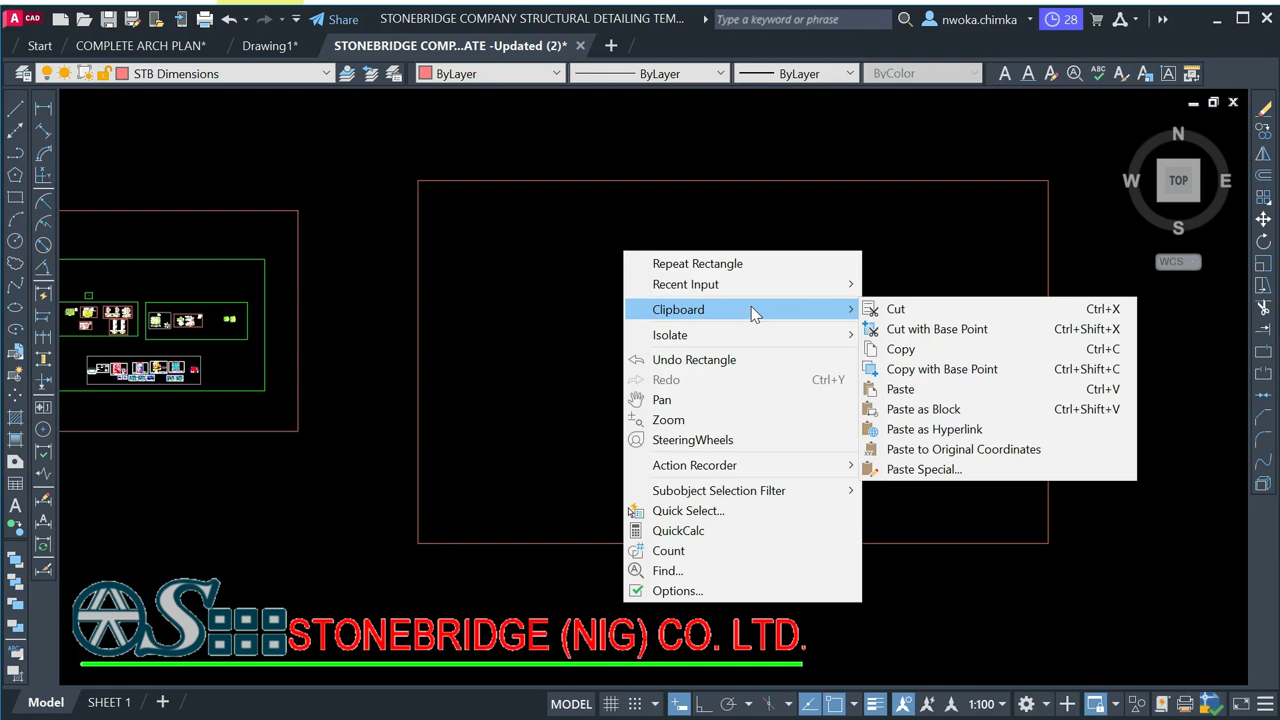 A CAD
Share
STONEBRIDGE COMPANY STRUCTURAL DETAILING TEM...
Type a keyword or phrase
nwoka.chimka
28
Start
COMPLETE ARCH PLAN*
Drawing1*
STONEBRIDGE COMP...ATE -Updated (2)*
STB Dimensions
ByLayer
ByLayer
ByLayer
ByColor
N
W
TOP
E
S
WCS
Repeat Rectangle
Recent Input
Clipboard
Isolate
Undo Rectangle
Redo Ctrl+Y
Pan
Zoom
SteeringWheels
Action Recorder
Subobject Selection Filter
Quick Select...
QuickCalc
Count
Find...
Options...
Cut Ctrl+X
Cut with Base Point Ctrl+Shift+X
Copy Ctrl+C
Copy with Base Point Ctrl+Shift+C
Paste Ctrl+V
Paste as Block Ctrl+Shift+V
Paste as Hyperlink
Paste to Original Coordinates
Paste Special...
STONEBRIDGE (NIG) CO. LTD.
Model
SHEET 1
MODEL
1:100